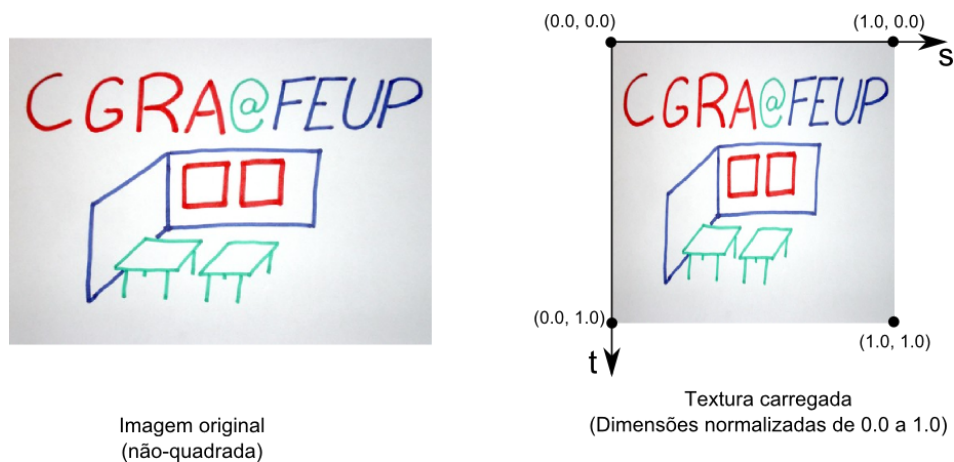 CGRA@FEUP
Imagem original
(não-quadrada)
(0.0, 0.0)
(1.0, 0.0)
s
CGRA@FEUP
(0.0, 1.0)
(1.0, 1.0)
t
Textura carregada
(Dimensões normalizadas de 0.0 a 1.0)